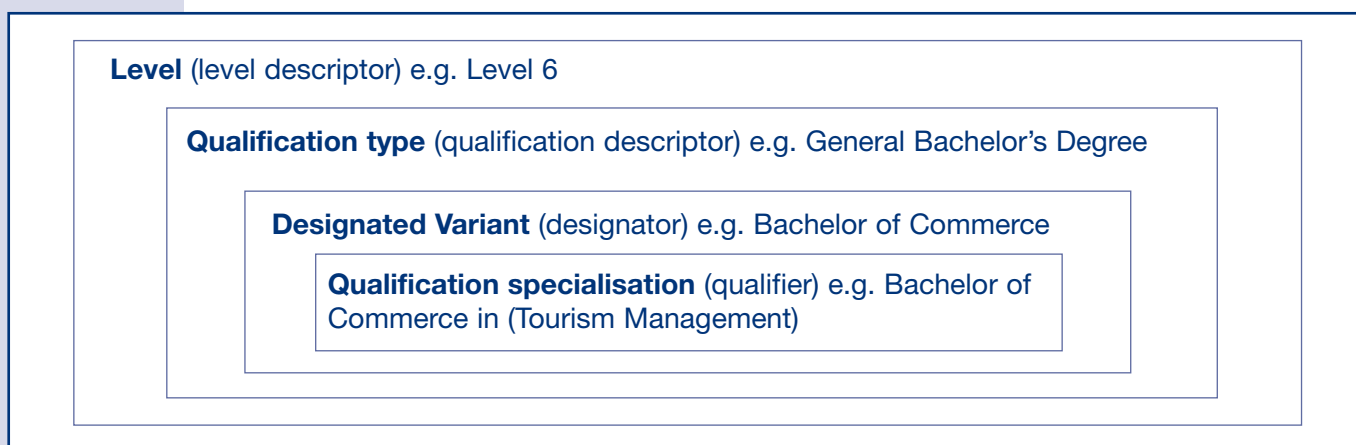 Level (level descriptor) e.g. Level 6
Qualification type (qualification descriptor) e.g. General Bachelor’s Degree
Designated Variant (designator) e.g. Bachelor of Commerce
Qualification specialisation (qualifier) e.g. Bachelor of
Commerce in (Tourism Management)